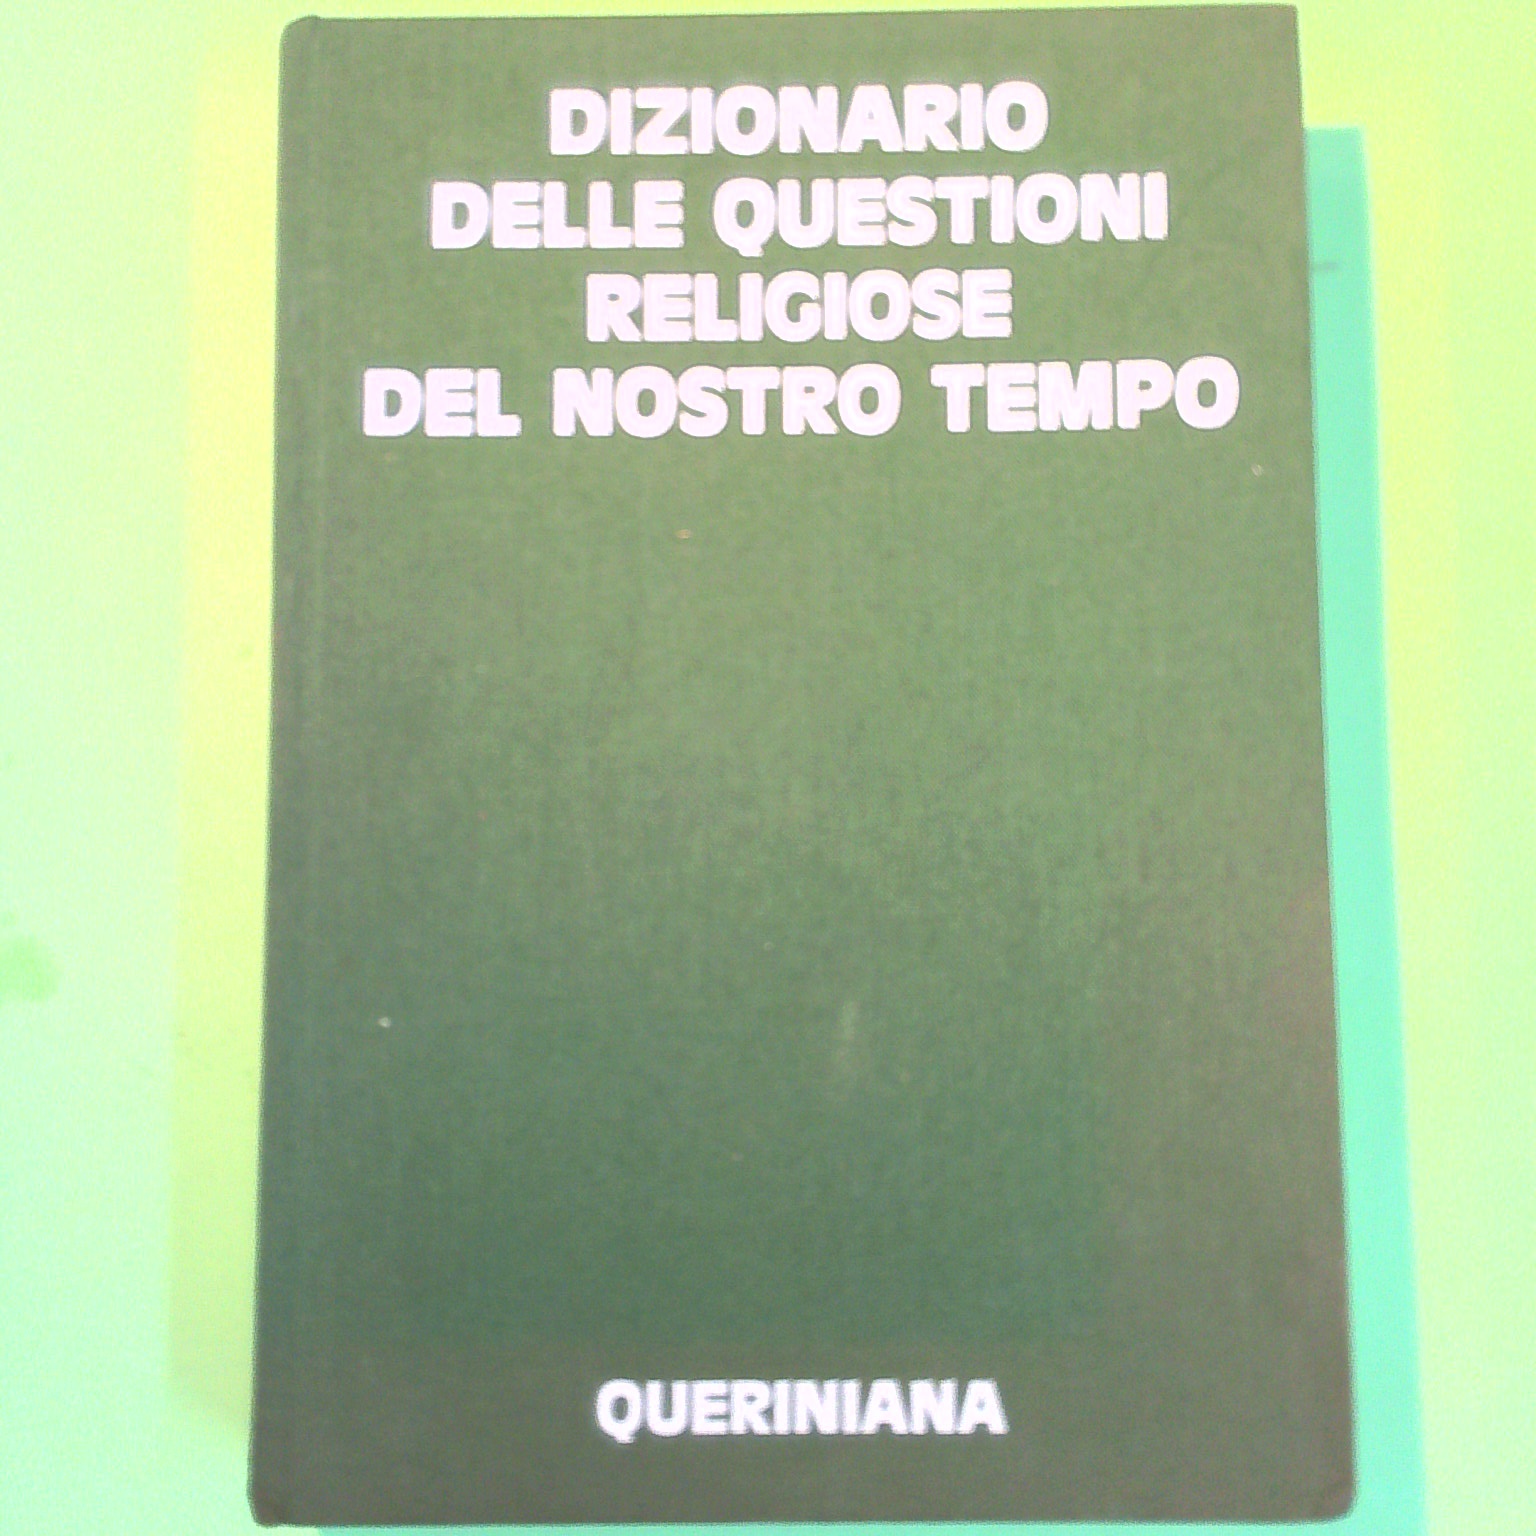 DIZIONARIO
DELLE QUESTIONI
RELIGIOSE
DEL NOSTRO TEMPO
QUERINIANA